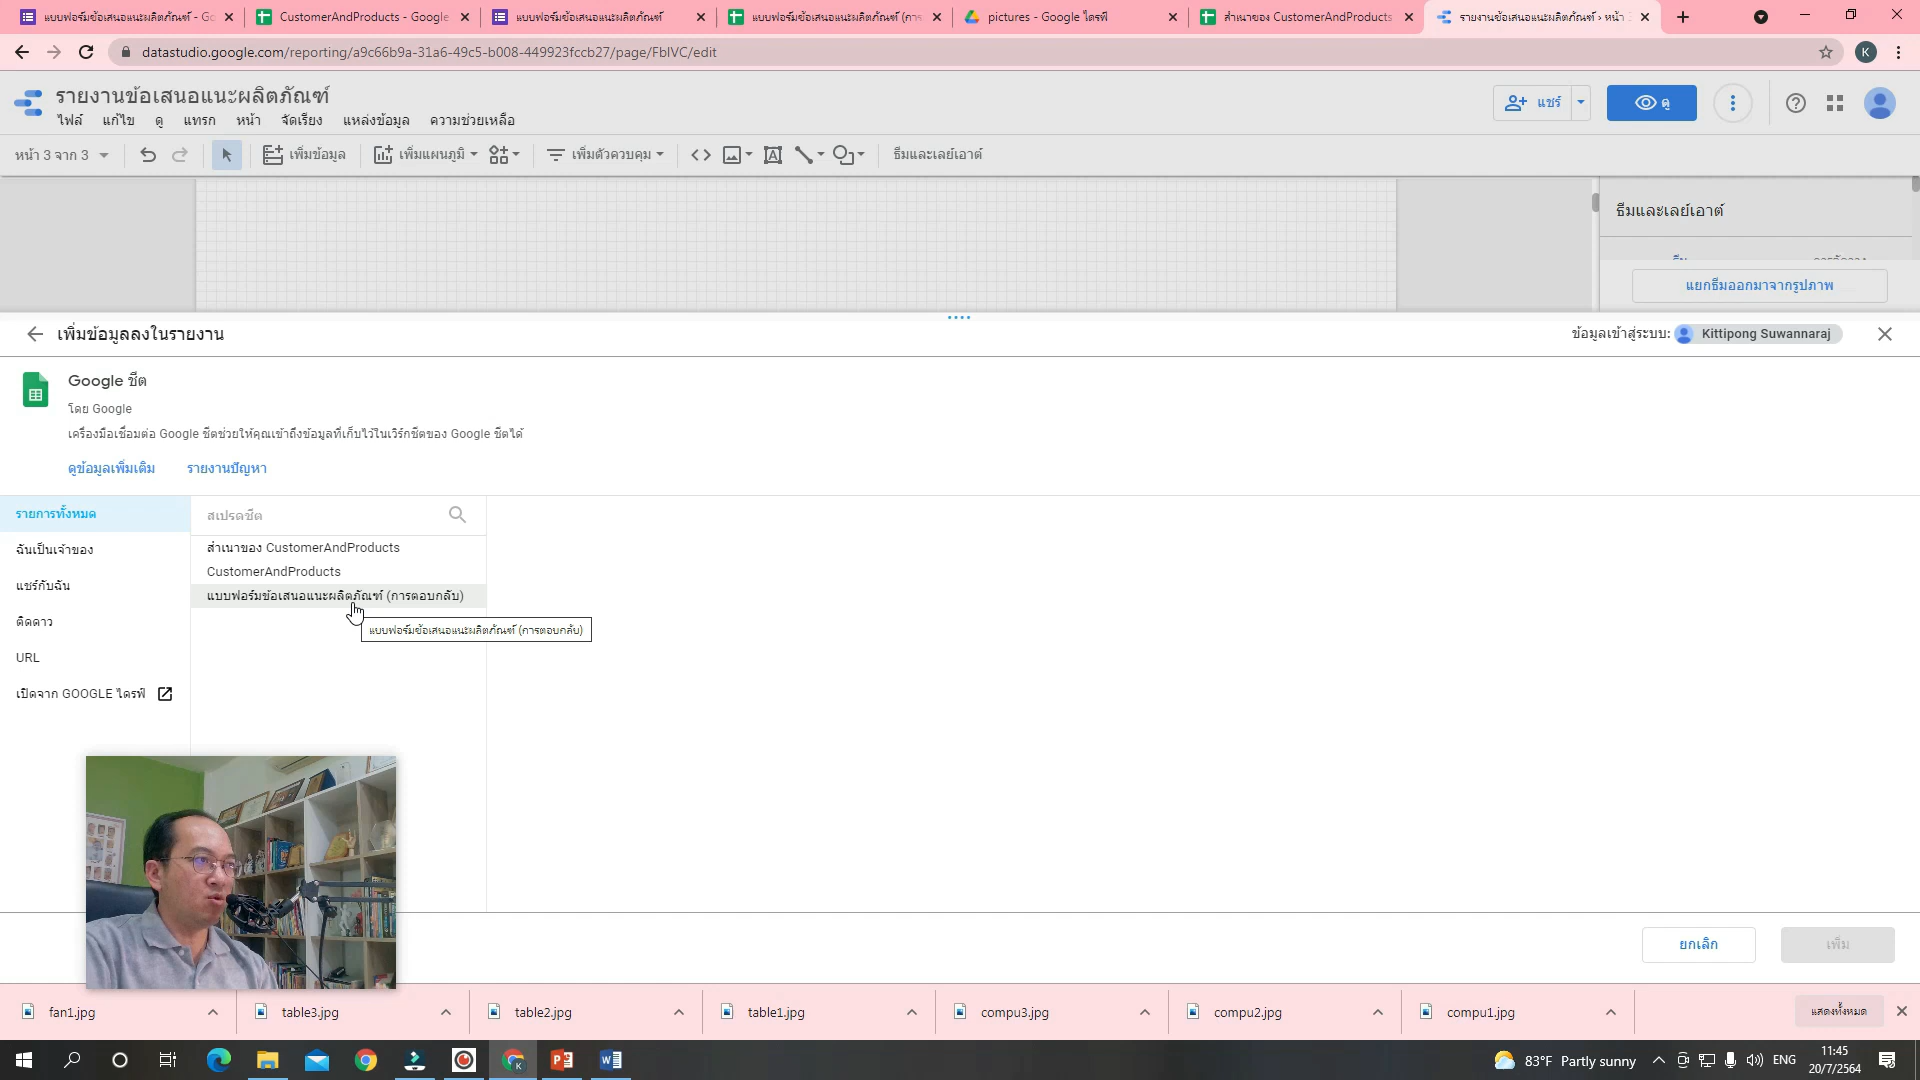 แบบฟอร์มข้อเสนอแนะผลิตภัณฑ์ - Go
CustomerAndProducts - Google
แบบฟอร์มข้อเสนอแนะผลิตภัณฑ์
แบบฟอร์มข้อเสนอแนะผลิตภัณฑ์ (กา
pictures - Google ไดรฟ์
สำเนาของ CustomerAndProducts
รายงานข้อเสนอแนะผลิตภัณฑ์ › หน้า
datastudio.google.com/reporting/a9c66b9a-31a6-49c5-b008-449923fccb27/page/FbIVC/edit
K
รายงานข้อเสนอแนะผลิตภัณฑ์
ไฟล์ แก้ไข ดู แทรก หน้า จัดเรียง แหล่งข้อมูล ความช่วยเหลือ
แชร์
ดู
หน้า 3 จาก 3
เพิ่มข้อมูล
เพิ่มแผนภูมิ
เพิ่มตัวควบคุม
ธีมและเลย์เอาต์
ธีมและเลย์เอาต์
แยกธีมออกมาจากรูปภาพ
เพิ่มข้อมูลลงในรายงาน
ข้อมูลเข้าสู่ระบบ: Kittipong Suwannaraj
Google ชีต
โดย Google
เครื่องมือเชื่อมต่อ Google ชีตช่วยให้คุณเข้าถึงข้อมูลที่เก็บไว้ในเวิร์กชีตของ Google ชีตได้
ดูข้อมูลเพิ่มเติม รายงานปัญหา
รายการทั้งหมด
ฉันเป็นเจ้าของ
แชร์กับฉัน
ติดดาว
URL
เปิดจาก GOOGLE ไดรฟ์
สเปรดชีต
สำเนาของ CustomerAndProducts
CustomerAndProducts
แบบฟอร์มข้อเสนอแนะผลิตภัณฑ์ (การตอบกลับ)
แบบฟอร์มข้อเสนอแนะผลิตภัณฑ์ (การตอบกลับ)
ยกเลิก
เพิ่ม
fan1.jpg
table3.jpg
table2.jpg
table1.jpg
compu3.jpg
compu2.jpg
compu1.jpg
แสดงทั้งหมด
83°F Partly sunny
ENG
11:45
20/7/2564